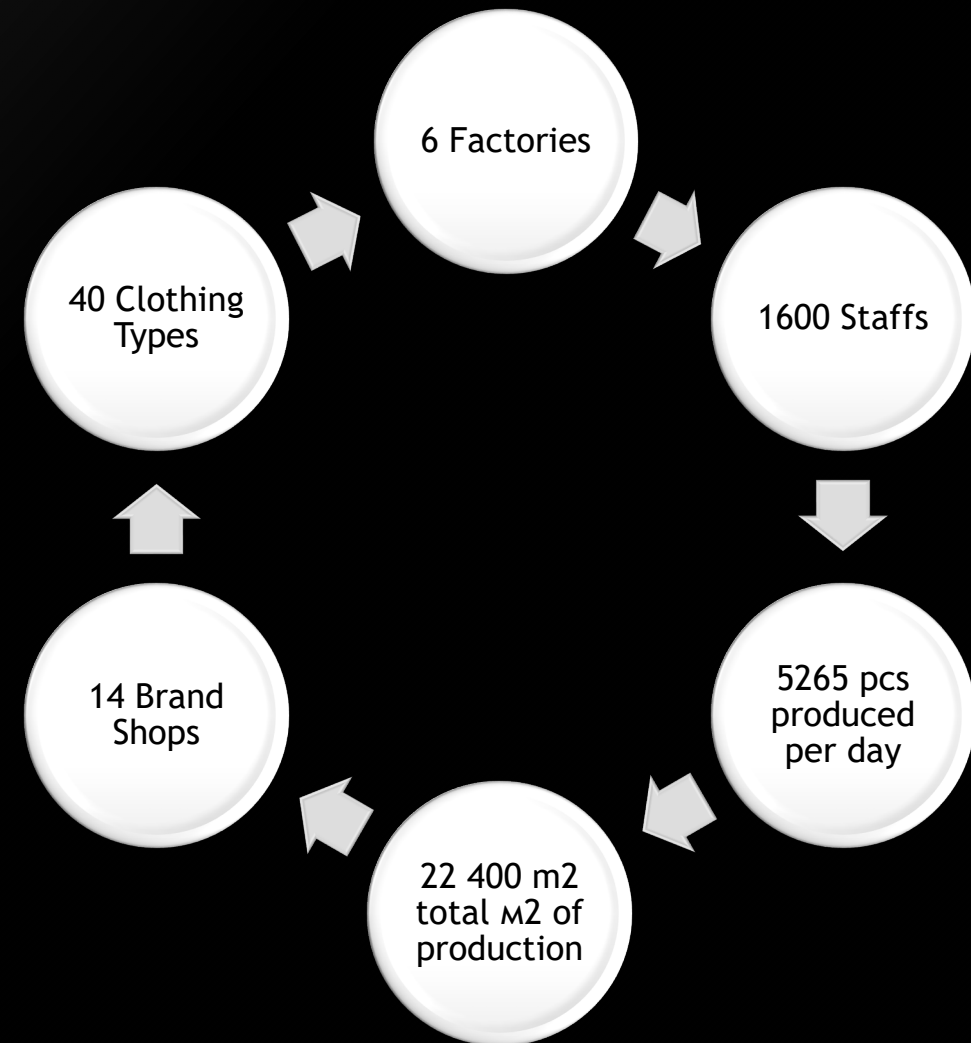 6 Factories
1600 Staffs
5265 pcs
produced
per day
22 400 m2
total м2 of
production
14 Brand
Shops
40 Clothing
Types